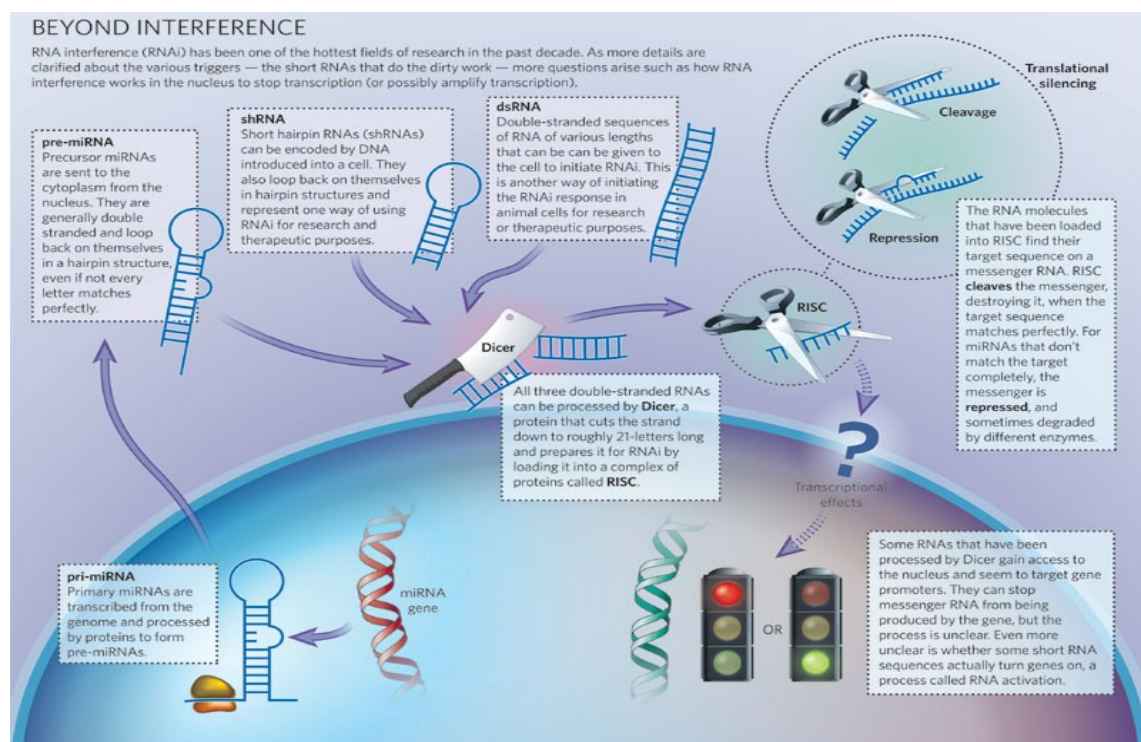 BEYOND INTERFERENCE
RNA interference (RNAi) has been one of the hottest fields of research in the past decade. As more details are
clarified about the various triggers — the short RNAs that do the dirty work — more questions arise such as how RNA
interference works in the nucleus to stop transcription (or possibly amplify transcription).
pre-miRNA
Precursor miRNAs
are sent to the
cytoplasm from the
nucleus. They are
generally double
stranded and loop
back on themselves
in a hairpin structure,
even if not every
letter matches
perfectly.
shRNA
Short hairpin RNAs (shRNAs)
can be encoded by DNA
introduced into a cell. They
also loop back on themselves
in hairpin structures and
represent one way of using
RNAi for research and
therapeutic purposes.
dsRNA
Double-stranded sequences
of RNA of various lengths
that can be can be given to
the cell to initiate RNAi. This
is another way of initiating
the RNAi response in
animal cells for research
or therapeutic purposes.
Translational
silencing
Cleavage
Repression
The RNA molecules
that have been loaded
into RISC find their
target sequence on a
messenger RNA. RISC
cleaves the messenger,
destroying it, when the
target sequence
matches perfectly. For
miRNAs that don't
match the target
completely, the
messenger is
repressed, and
sometimes degraded
by different enzymes.
Dicer
RISC
All three double-stranded RNAs
can be processed by Dicer, a
protein that cuts the strand
down to roughly 21-letters long
and prepares it for RNAi by
loading it into a complex of
proteins called RISC.
?
Transcriptional
effects
pri-miRNA
Primary miRNAs are
transcribed from the
genome and processed
by proteins to form
pre-miRNAs.
miRNA
gene
OR
Some RNAs that have been
processed by Dicer gain access to
the nucleus and seem to target gene
promoters. They can stop
messenger RNA from being
produced by the gene, but the
process is unclear. Even more
unclear is whether some short RNA
sequences actually turn genes on, a
process called RNA activation.